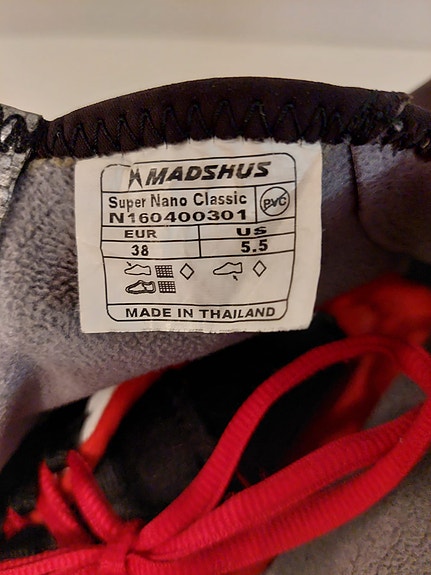 MADSHUS
Super Nano Classic
N160400301
PVC
EUR US
38 5.5
MADE IN THAILAND